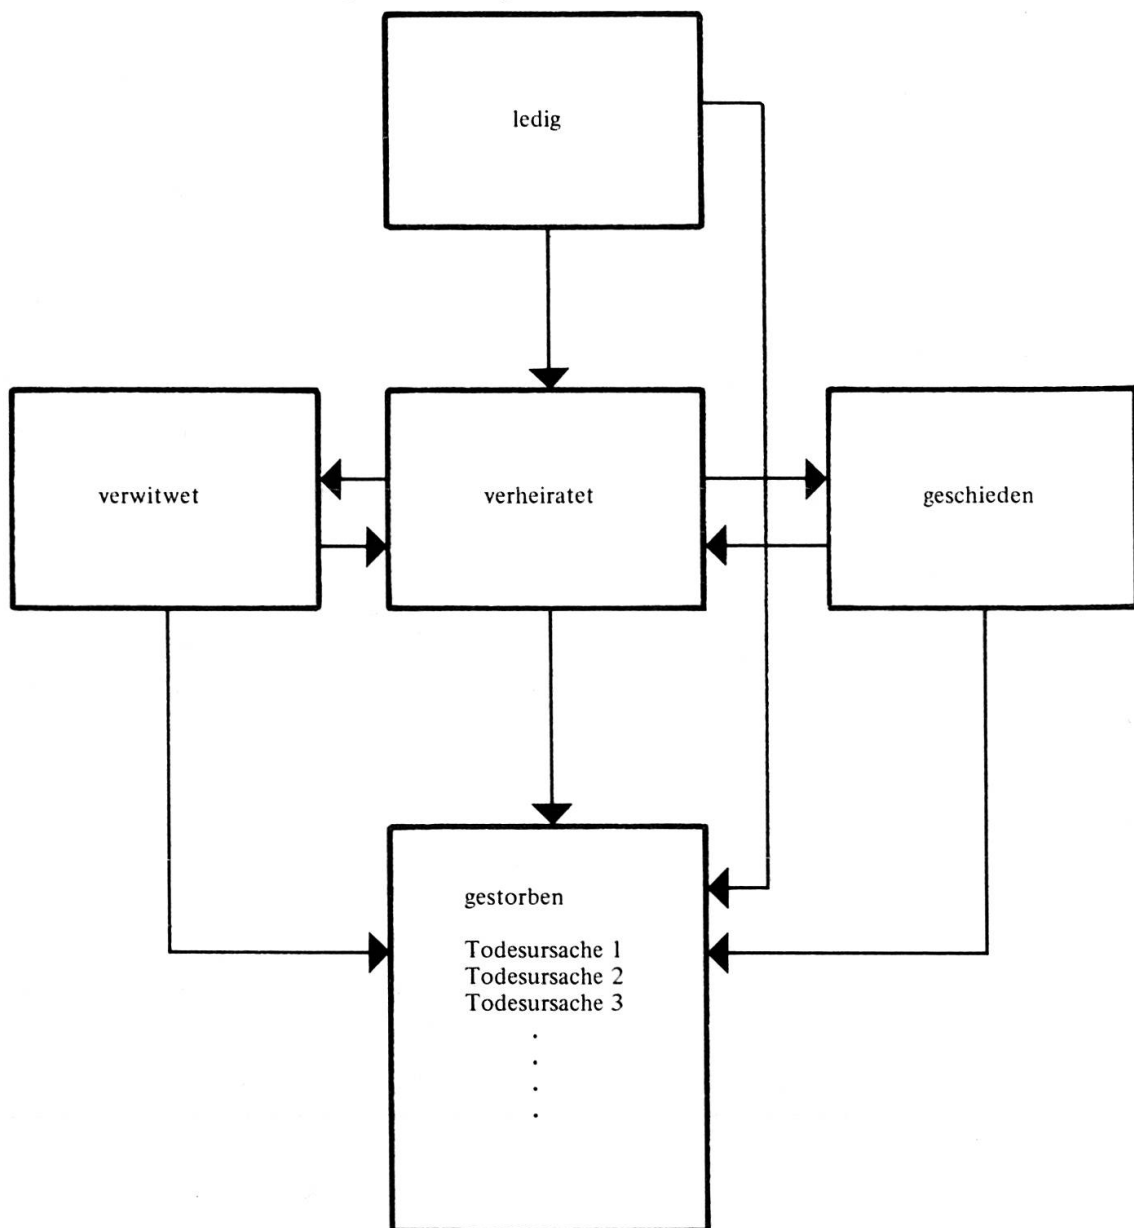 ledig
verwitwet
verheiratet
geschieden
gestorben
Todesursache 1
Todesursache 2
Todesursache 3
.
.
.
.